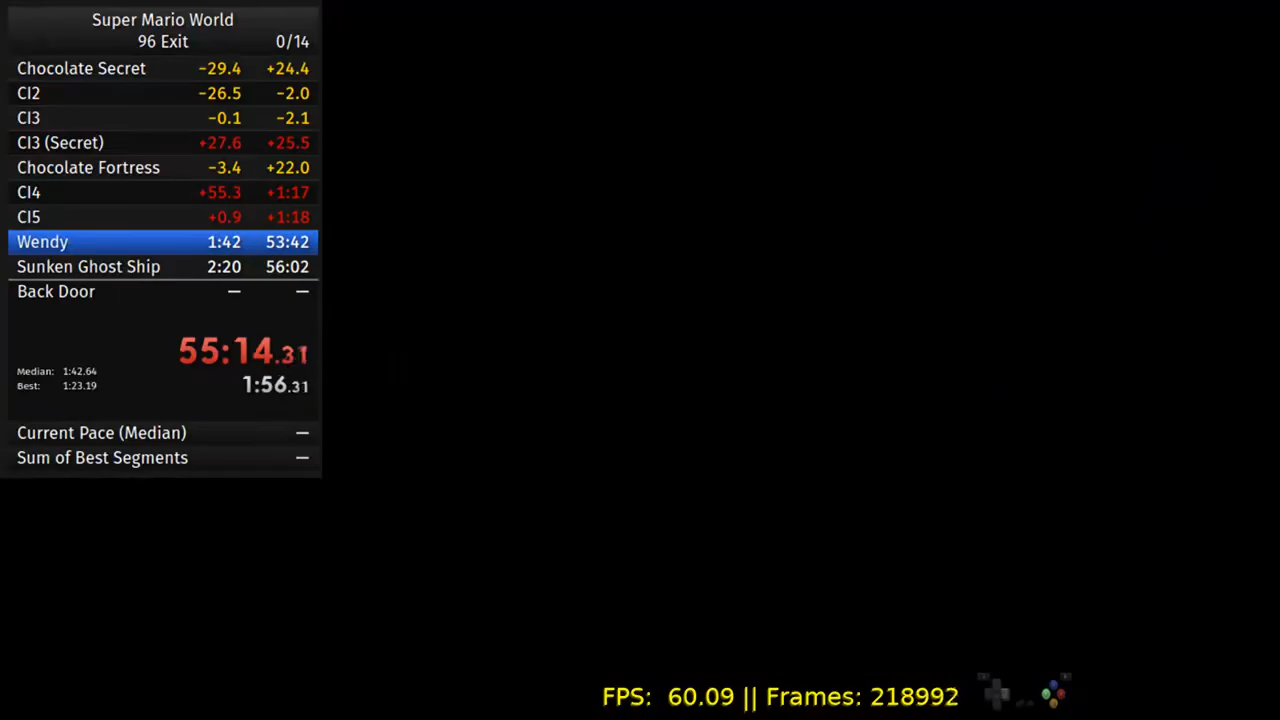 Super Mario World
96 Exit 0/14
Chocolate Secret −29.4 +24.4
CI2 −26.5 −2.0
CI3 −0.1 −2.1
CI3 (Secret) +27.6 +25.5
Chocolate Fortress −3.4 +22.0
CI4 +55.3 +1:17
CI5 +0.9 +1:18
Wendy 1:42 53:42
Sunken Ghost Ship 2:20 56:02
Back Door — —
55:14.31
Median: 1:42.64
Best: 1:23.19
1:56.31
Current Pace (Median) —
Sum of Best Segments —
FPS: 60.09 || Frames: 218992